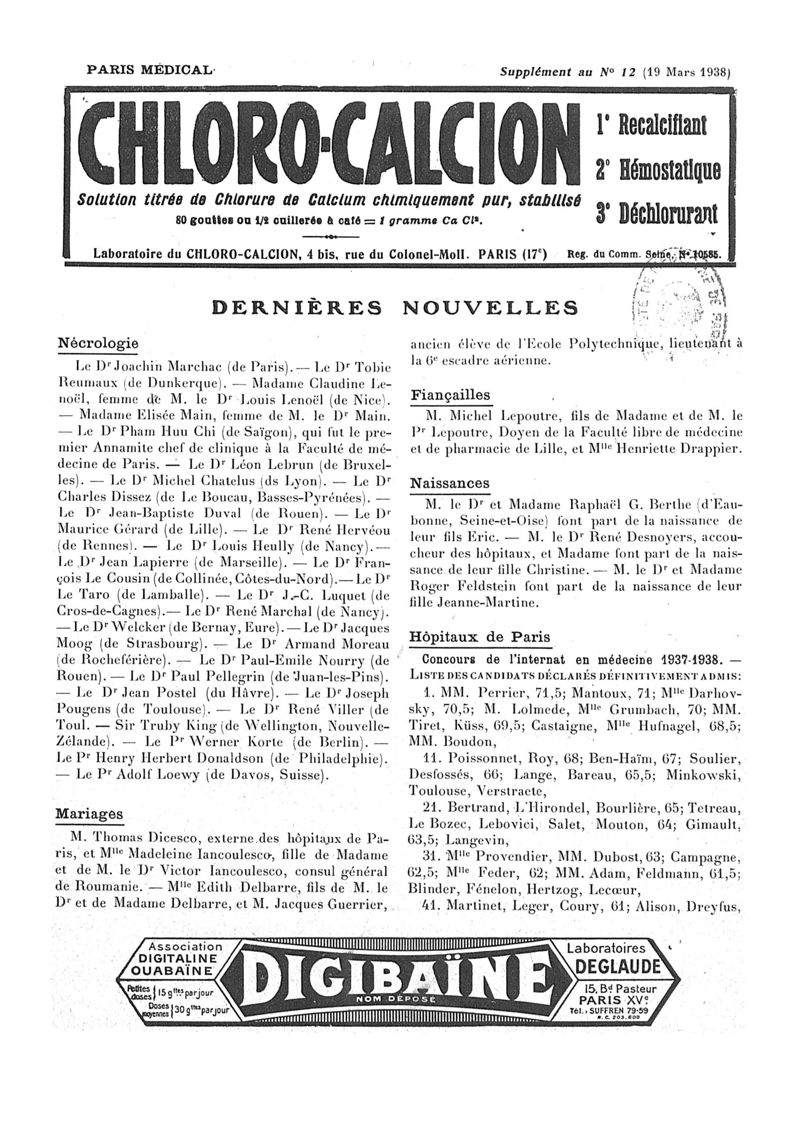 PARIS MÉDICAL
Supplément au No 12 (19 Mars 1938)
CHLORO-CALCION
Solution titrée de Chlorure de Calcium chimiquement pur, stabilisé
80 gouttes ou 1/2 cuillerée à café = 1 gramme Ca Cl².
1° Recalcifiant
2° Hémostatique
3° Déchlorurant
Laboratoire du CHLORO-CALCION, 4 bis, rue du Colonel-Moll. PARIS (17e) Reg. du Comm. Seine, No 10585.
DERNIÈRES NOUVELLES
Nécrologie
Le Dr Joachin Marchac (de Paris). — Le Dr Tobie
Reumaux (de Dunkerque). — Madame Claudine Le-
noël, femme de M. le Dr Louis Lenoël (de Nice).
— Madame Elisée Main, femme de M. le Dr Main.
— Le Dr Pham Huu Chi (de Saïgon), qui fut le pre-
mier Annamite chef de clinique à la Faculté de mé-
decine de Paris. — Le Dr Léon Lebrun (de Bruxel-
les). — Le Dr Michel Chatelus (ds Lyon). — Le Dr
Charles Dissez (de Le Boucau, Basses-Pyrénées). —
Le Dr Jean-Baptiste Duval (de Rouen). — Le Dr
Maurice Gérard (de Lille). — Le Dr René Hervéou
(de Rennes). — Le Dr Louis Heully (de Nancy). —
Le Dr Jean Lapierre (de Marseille). — Le Dr Fran-
çois Le Cousin (de Collinée, Côtes-du-Nord). — Le Dr
Le Taro (de Lamballe). — Le Dr J.-C. Luquet (de
Cros-de-Cagnes). — Le Dr René Marchal (de Nancy).
— Le Dr Welcker (de Bernay, Eure). — Le Dr Jacques
Moog (de Strasbourg). — Le Dr Armand Moreau
(de Rocheférière). — Le Dr Paul-Emile Nourry (de
Rouen). — Le Dr Paul Pellegrin (de Juan-les-Pins).
— Le Dr Jean Postel (du Hâvre). — Le Dr Joseph
Pougens (de Toulouse). — Le Dr René Viller (de
Toul. — Sir Truby King (de Wellington, Nouvelle-
Zélande). — Le Pr Werner Korte (de Berlin). —
Le Pr Henry Herbert Donaldson (de Philadelphie).
— Le Pr Adolf Loewy (de Davos, Suisse).
Mariages
M. Thomas Dicesco, externe des hôpitaux de Pa-
ris, et Mlle Madeleine Iancoulesco, fille de Madame
et de M. le Dr Victor Iancoulesco, consul général
de Roumanie. — Mlle Edith Delbarre, fils de M. le
Dr et de Madame Delbarre, et M. Jacques Guerrier,
ancien élève de l'Ecole Polytechnique, lieutenant à
la 6e escadre aérienne.
Fiançailles
M. Michel Lepoutre, fils de Madame et de M. le
Pr Lepoutre, Doyen de la Faculté libre de médecine
et de pharmacie de Lille, et Mlle Henriette Drappier.
Naissances
M. le Dr et Madame Raphaël G. Berthe (d'Eau-
bonne, Seine-et-Oise) font part de la naissance de
leur fils Eric. — M. le Dr René Desnoyers, accou-
cheur des hôpitaux, et Madame font part de la nais-
sance de leur fille Christine. — M. le Dr et Madame
Roger Feldstein font part de la naissance de leur
fille Jeanne-Martine.
Hôpitaux de Paris
Concours de l'internat en médecine 1937-1938. —
LISTE DES CANDIDATS DÉCLARÉS DÉFINITIVEMENT ADMIS:
1. MM. Perrier, 71,5; Mantoux, 71; Mlle Darhov-
sky, 70,5; M. Lolmede, Mlle Grumbach, 70; MM.
Tiret, Küss, 69,5; Castaigne, Mlle Hufnagel, 68,5;
MM. Boudon,
11. Poissonnet, Roy, 68; Ben-Haïm, 67; Soulier,
Desfossés, 66; Lange, Bareau, 65,5; Minkowski,
Toulouse, Verstracte,
21. Bertrand, L'Hirondel, Bourlière, 65; Tetreau,
Le Bozec, Lebovici, Salet, Mouton, 64; Gimault,
63,5; Langevin,
31. Mlle Provendier, MM. Dubost, 63; Campagne,
62,5; Mlle Feder, 62; MM. Adam, Feldmann, 61,5;
Blinder, Fénelon, Hertzog, Lecœur,
41. Martinet, Leger, Coury, 61; Alison, Dreyfus,
Association
DIGITALINE
OUABAÏNE
Petites doses 15 gttes par jour
Doses moyennes 30 gttes par jour
DIGIBAÏNE
NOM DÉPOSÉ
Laboratoires
DEGLAUDE
15, Bd Pasteur
PARIS XVe
Tél.: SUFFREN 79-59
R. C. 203.600